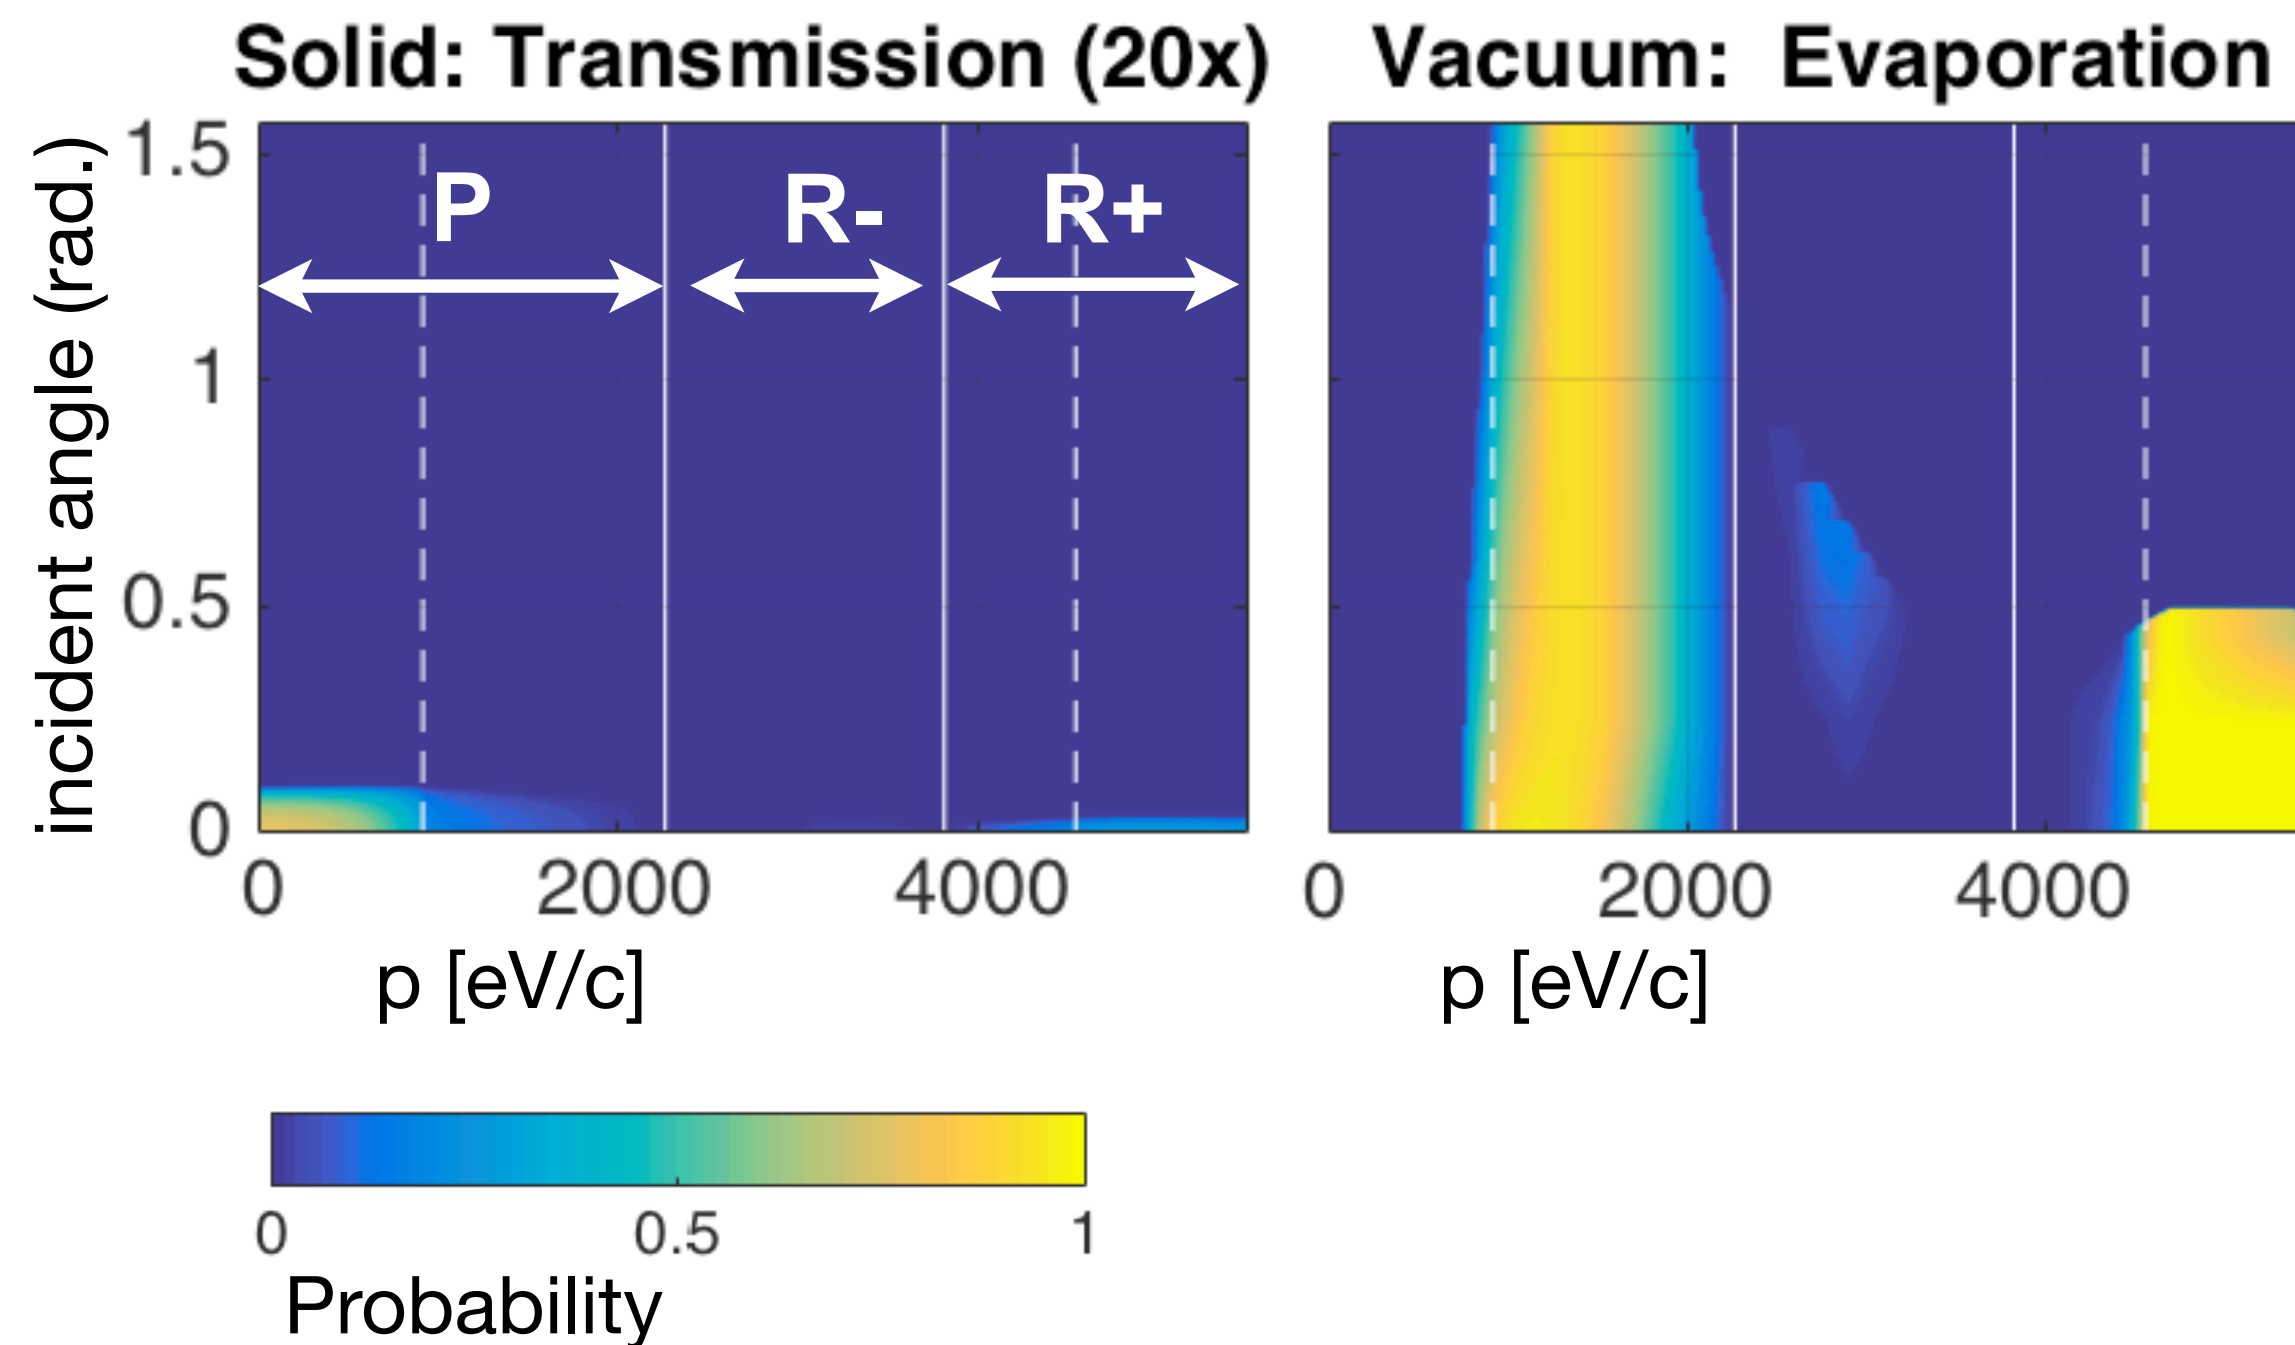 Solid: Transmission (20x)
Vacuum: Evaporation
incident angle (rad.)
1.5
1
0.5
0
P
R-
R+
0 2000 4000
0 2000 4000
p [eV/c]
p [eV/c]
0 0.5 1
Probability